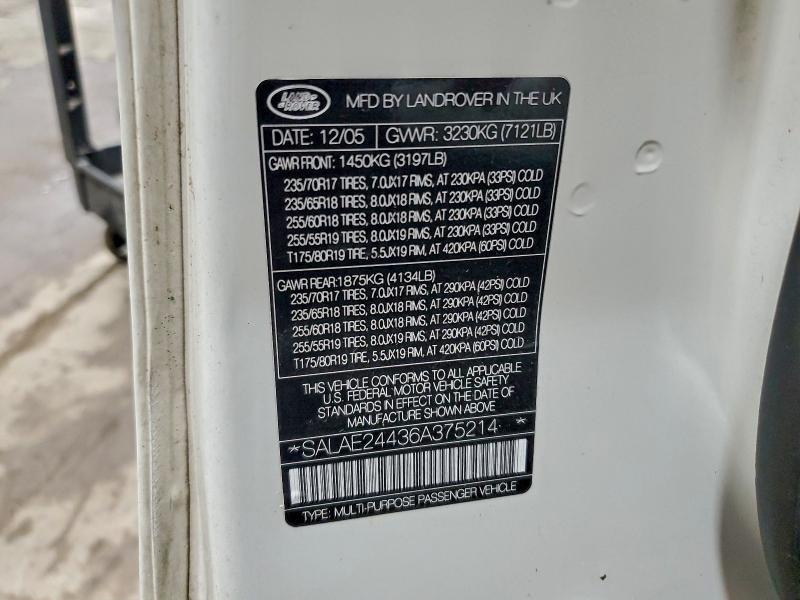 LAND ROVER
MFD BY LANDROVER IN THE UK
DATE: 12/05 GVWR: 3230KG (7121LB)
GAWR FRONT: 1450KG (3197LB)
235/70R17 TIRES, 7.0JX17 RIMS, AT 230KPA (33PSI) COLD
235/65R18 TIRES, 8.0JX18 RIMS, AT 230KPA (33PSI) COLD
255/60R18 TIRES, 8.0JX18 RIMS, AT 230KPA (33PSI) COLD
255/55R19 TIRES, 8.0JX19 RIMS, AT 230KPA (33PSI) COLD
T175/80R19 TIRE, 5.5JX19 RIM, AT 420KPA (60PSI) COLD
GAWR REAR: 1875KG (4134LB)
235/70R17 TIRES, 7.0JX17 RIMS, AT 290KPA (42PSI) COLD
235/65R18 TIRES, 8.0JX18 RIMS, AT 290KPA (42PSI) COLD
255/60R18 TIRES, 8.0JX18 RIMS, AT 290KPA (42PSI) COLD
255/55R19 TIRES, 8.0JX19 RIMS, AT 290KPA (42PSI) COLD
T175/80R19 TIRE, 5.5JX19 RIM, AT 420KPA (60PSI) COLD
THIS VEHICLE CONFORMS TO ALL APPLICABLE
U.S. FEDERAL MOTOR VEHICLE SAFETY
STANDARDS IN EFFECT ON THE DATE OF
MANUFACTURE SHOWN ABOVE
*SALAE24436A375214*
TYPE: MULTI-PURPOSE PASSENGER VEHICLE